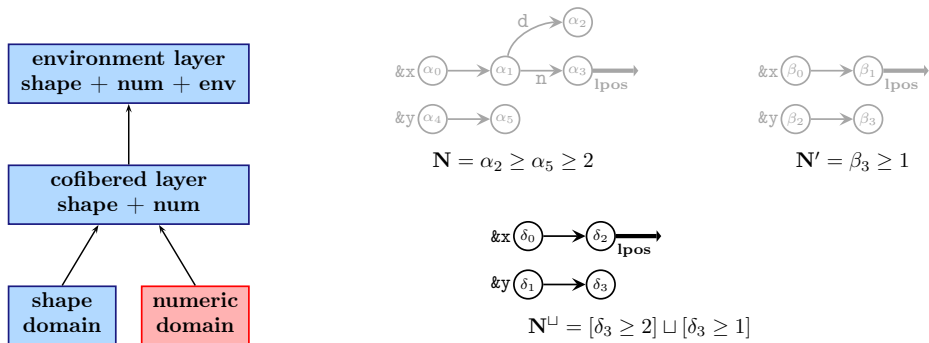 environment layer
shape + num + env
cofibered layer
shape + num
shape
domain
numeric
domain
d
α₂
&x α₀ α₁ n α₃ lpos
&y α₄ α₅
N = α₂ ≥ α₅ ≥ 2
&x β₀ β₁ lpos
&y β₂ β₃
N′ = β₃ ≥ 1
&x δ₀ δ₂ lpos
&y δ₁ δ₃
N^⊔ = [δ₃ ≥ 2] ⊔ [δ₃ ≥ 1]